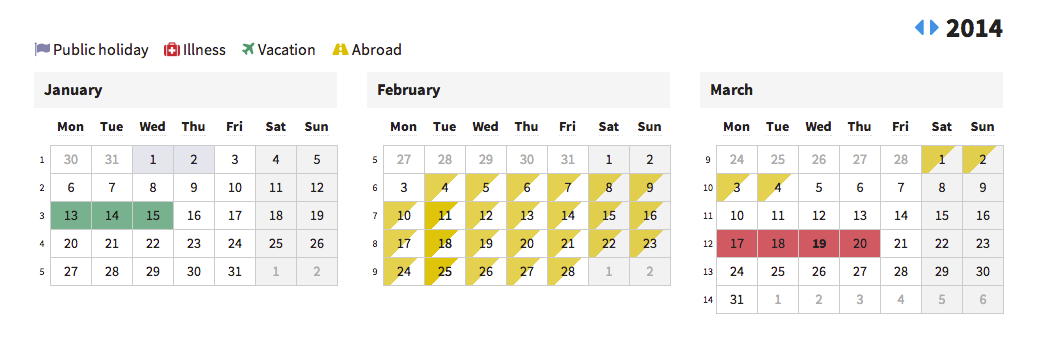 2014
Public holiday Illness Vacation Abroad
January
Mon Tue Wed Thu Fri Sat Sun
1 30 31 1 2 3 4 5
2 6 7 8 9 10 11 12
3 13 14 15 16 17 18 19
4 20 21 22 23 24 25 26
5 27 28 29 30 31 1 2
February
Mon Tue Wed Thu Fri Sat Sun
5 27 28 29 30 31 1 2
6 3 4 5 6 7 8 9
7 10 11 12 13 14 15 16
8 17 18 19 20 21 22 23
9 24 25 26 27 28 1 2
March
Mon Tue Wed Thu Fri Sat Sun
9 24 25 26 27 28 1 2
10 3 4 5 6 7 8 9
11 10 11 12 13 14 15 16
12 17 18 19 20 21 22 23
13 24 25 26 27 28 29 30
14 31 1 2 3 4 5 6